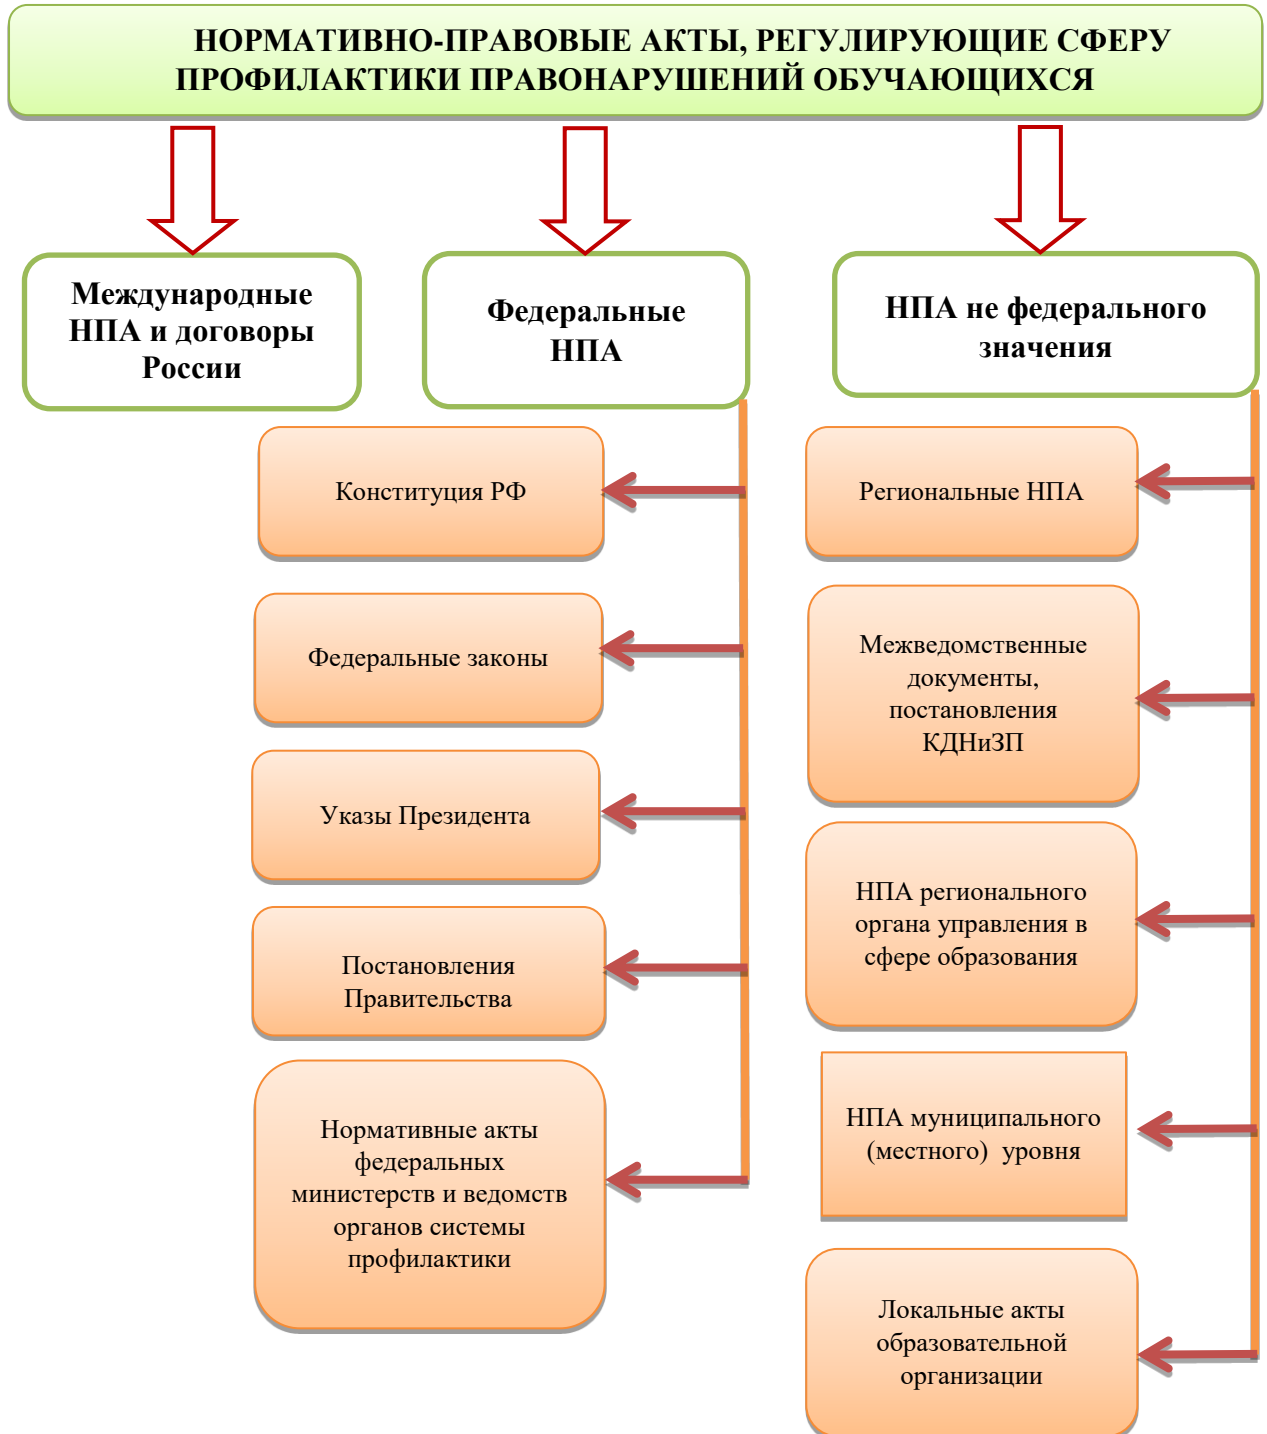 НОРМАТИВНО-ПРАВОВЫЕ АКТЫ, РЕГУЛИРУЮЩИЕ СФЕРУ
ПРОФИЛАКТИКИ ПРАВОНАРУШЕНИЙ ОБУЧАЮЩИХСЯ
Международные
НПА и договоры
России
Федеральные
НПА
НПА не федерального
значения
Конституция РФ
Федеральные законы
Указы Президента
Постановления
Правительства
Нормативные акты
федеральных
министерств и ведомств
органов системы
профилактики
Региональные НПА
Межведомственные
документы,
постановления
КДНиЗП
НПА регионального
органа управления в
сфере образования
НПА муниципального
(местного) уровня
Локальные акты
образовательной
организации